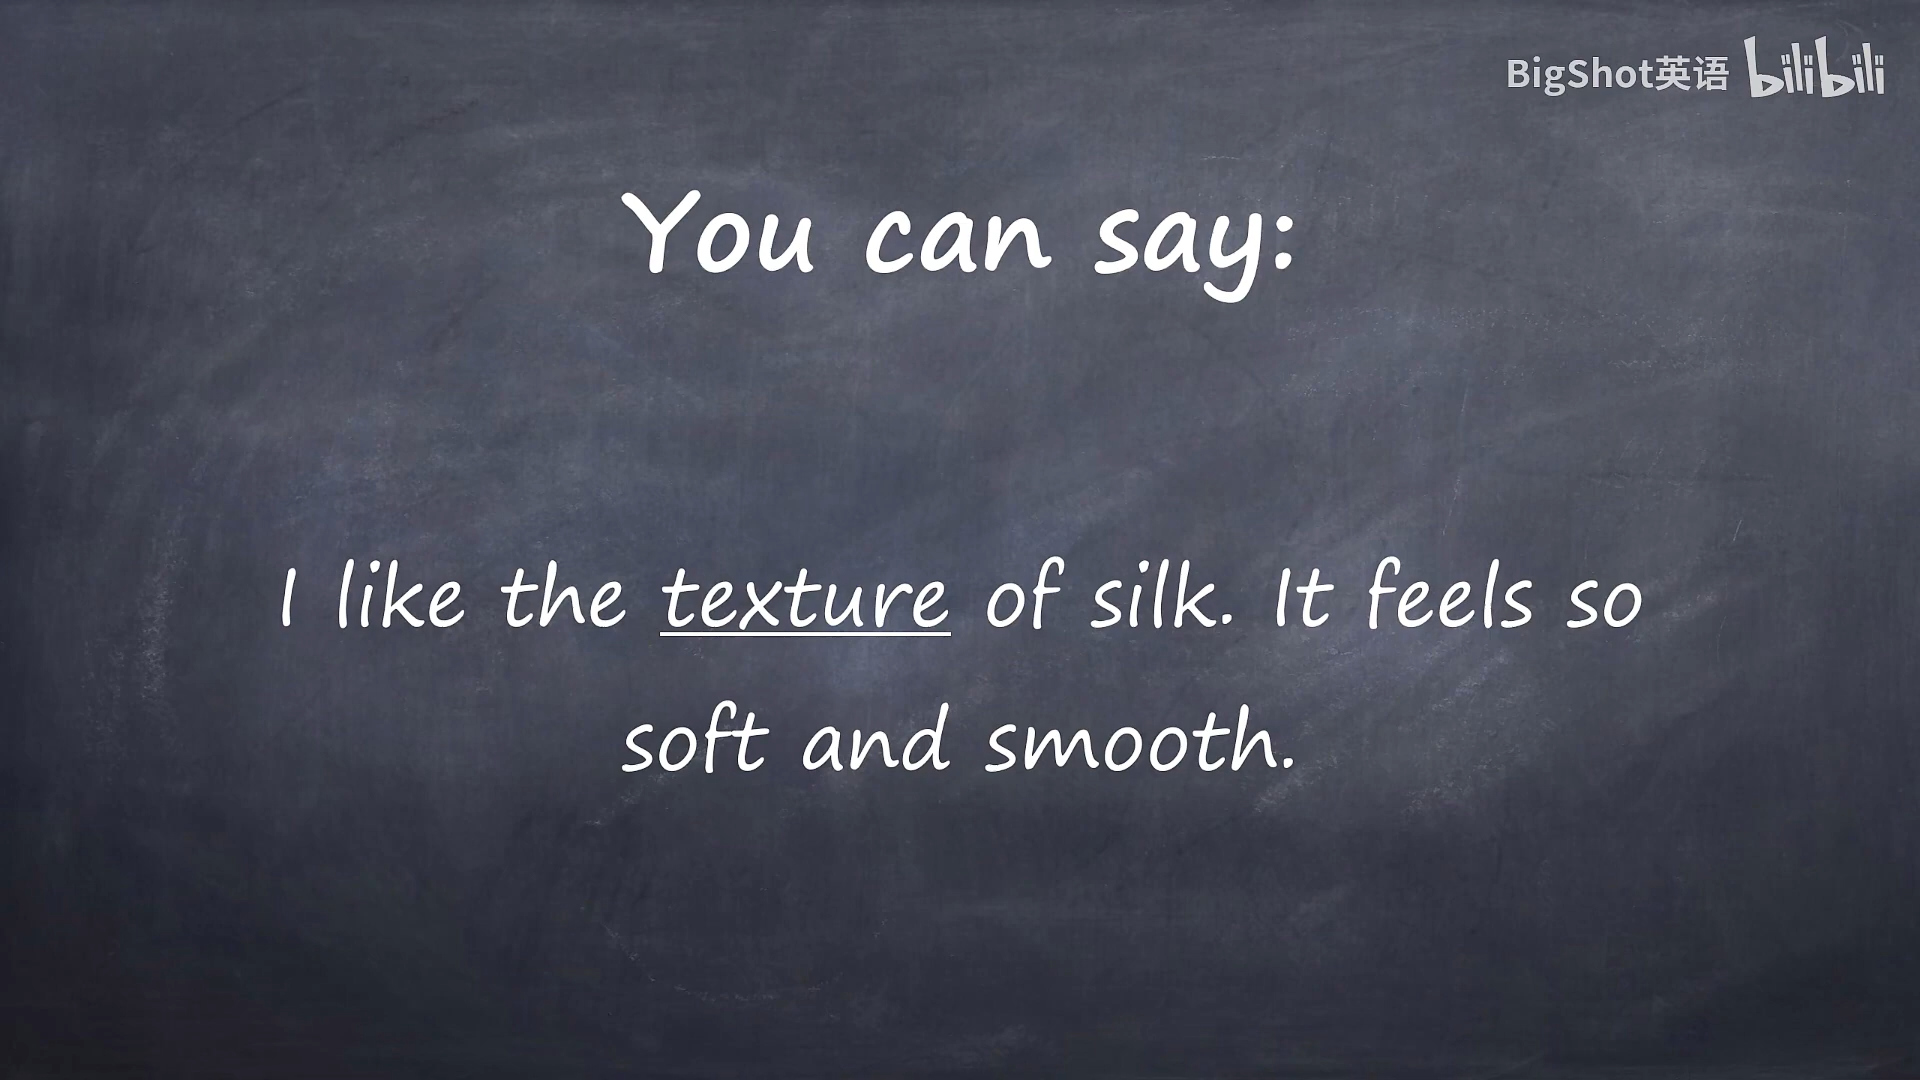 BigShot英语 bilibili
You can say:
I like the texture of silk. It feels so
soft and smooth.